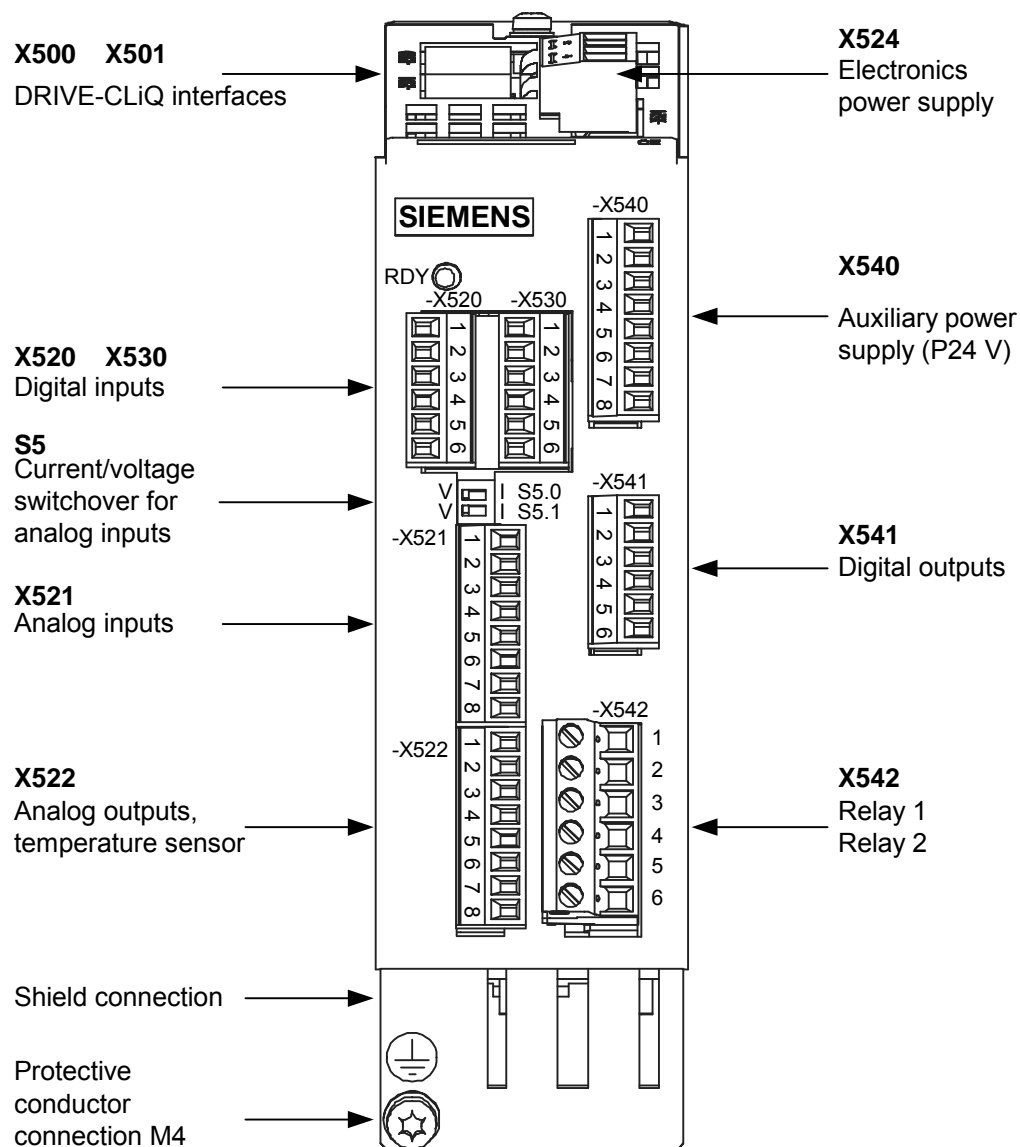 X500 X501
DRIVE-CLiQ interfaces
X520 X530
Digital inputs
S5
Current/voltage
switchover for
analog inputs
X521
Analog inputs
X522
Analog outputs,
temperature sensor
Shield connection
Protective
conductor
connection M4
SIEMENS
RDY
-X520
1
2
3
4
5
6
-X530
1
2
3
4
5
6
V I S5.0
V I S5.1
-X521
1
2
3
4
5
6
7
8
-X522
1
2
3
4
5
6
7
8
-X540
1
2
3
4
5
6
7
8
-X541
1
2
3
4
5
6
-X542
1
2
3
4
5
6
X524
Electronics
power supply
X540
Auxiliary power
supply (P24 V)
X541
Digital outputs
X542
Relay 1
Relay 2